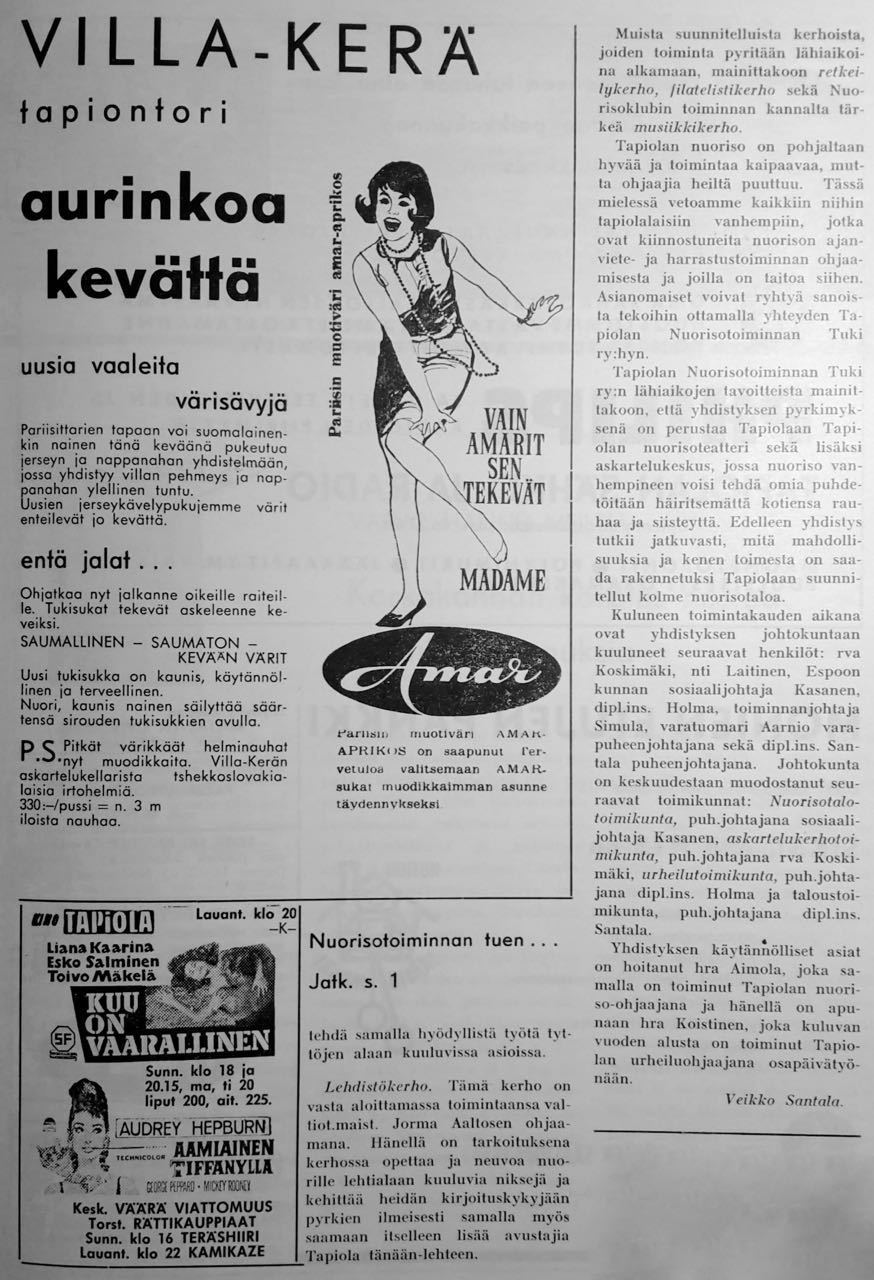 VILLA-KERÄ
tapiontori
aurinkoa
kevättä
uusia vaaleita
värisävyjä
Pariisittarien tapaan voi suomalainen-
kin nainen tänä keväänä pukeutua
jerseyn ja nappanahan yhdistelmään,
jossa yhdistyy villan pehmeys ja nap-
panahan ylellinen tuntu.
Uusien jerseykävelypukujemme värit
enteilevät jo kevättä.
entä jalat . . .
Ohjatkaa nyt jalkanne oikeille raiteil-
le. Tukisukat tekevät askeleenne ke-
veiksi.
SAUMALLINEN – SAUMATON –
KEVÄÄN VÄRIT
Uusi tukisukka on kaunis, käytännöl-
linen ja terveellinen.
Nuori, kaunis nainen säilyttää säär-
tensä sirouden tukisukkien avulla.
P.S. Pitkät värikkäät helminauhat
nyt muodikkaita. Villa-Kerän
askartelukellarista tshekkoslovakia-
laisia irtohelmiä.
330:–/pussi = n. 3 m
iloista nauhaa.
Pariisin muotiväri amar-aprikos
VAIN
AMARIT
SEN
TEKEVÄT
MADAME
Amar
Pariisin muotiväri AMAR-
APRIKOS on saapunut Ter-
vetuloa valitsemaan AMAR-
sukat muodikkaimman asunne
täydennykseksi
KINO TAPIOLA
Lauant. klo 20
–K–
Liana Kaarina
Esko Salminen
Toivo Mäkelä
KUU
ON
VAARALLINEN
SF
Sunn. klo 18 ja
20.15, ma, ti 20
liput 200, ait. 225.
AUDREY HEPBURN
TECHNICOLOR
AAMIAINEN
TIFFANYLLA
GEORGE PEPPARD · MICKEY ROONEY
Kesk. VÄÄRÄ VIATTOMUUS
Torst. RÄTTIKAUPPIAAT
Sunn. klo 16 TERÄSHIIRI
Lauant. klo 22 KAMIKAZE
Nuorisotoiminnan tuen . . .
Jatk. s. 1
tehdä samalla hyödyllistä työtä tyt-
töjen alaan kuuluvissa asioissa.
Lehdistökerho. Tämä kerho on
vasta aloittamassa toimintaansa val-
tiot.maist. Jorma Aaltosen ohjaa-
mana. Hänellä on tarkoituksena
kerhossa opettaa ja neuvoa nuo-
rille lehtialaan kuuluvia niksejä ja
kehittää heidän kirjoituskykyjään
pyrkien ilmeisesti samalla myös
saamaan itselleen lisää avustajia
Tapiola tänään-lehteen.
Muista suunnitelluista kerhoista,
joiden toiminta pyritään lähiaikoi-
na alkamaan, mainittakoon retkei-
lykerho, filatelistikerho sekä Nuo-
risoklubin toiminnan kannalta tär-
keä musiikkikerho.
Tapiolan nuoriso on pohjaltaan
hyvää ja toimintaa kaipaavaa, mut-
ta ohjaajia heiltä puuttuu. Tässä
mielessä vetoamme kaikkiin niihin
tapiolalaisiin vanhempiin, jotka
ovat kiinnostuneita nuorison ajan-
viete- ja harrastustoiminnan ohjaa-
misesta ja joilla on taitoa siihen.
Asianomaiset voivat ryhtyä sanois-
ta tekoihin ottamalla yhteyden Ta-
piolan Nuorisotoiminnan Tuki
ry:hyn.
Tapiolan Nuorisotoiminnan Tuki
ry:n lähiaikojen tavoitteista mainit-
takoon, että yhdistyksen pyrkimyk-
senä on perustaa Tapiolaan Tapi-
olan nuorisoteatteri sekä lisäksi
askartelukeskus, jossa nuoriso van-
hempineen voisi tehdä omia puhde-
töitään häiritsemättä kotiensa rau-
haa ja siisteyttä. Edelleen yhdistys
tutkii jatkuvasti, mitä mahdolli-
suuksia ja kenen toimesta on saa-
da rakennetuksi Tapiolaan suunni-
tellut kolme nuorisotaloa.
Kuluneen toimintakauden aikana
ovat yhdistyksen johtokuntaan
kuuluneet seuraavat henkilöt: rva
Koskimäki, nti Laitinen, Espoon
kunnan sosiaalijohtaja Kasanen,
dipl.ins. Holma, toiminnanjohtaja
Simula, varatuomari Aarnio vara-
puheenjohtajana sekä dipl.ins. San-
tala puheenjohtajana. Johtokunta
on keskuudestaan muodostanut seu-
raavat toimikunnat: Nuorisotalo-
toimikunta, puh.johtajana sosiaali-
johtaja Kasanen, askartelukerhotoi-
mikunta, puh.johtajana rva Koski-
mäki, urheilutoimikunta, puh.johta-
jana dipl.ins. Holma ja taloustoi-
mikunta, puh.johtajana dipl.ins.
Santala.
Yhdistyksen käytännölliset asiat
on hoitanut hra Aimola, joka sa-
malla on toiminut Tapiolan nuori-
so-ohjaajana ja hänellä on apu-
naan hra Koistinen, joka kuluvan
vuoden alusta on toiminut Tapio-
lan urheiluohjaajana osapäivätyö-
nään.
Veikko Santala.